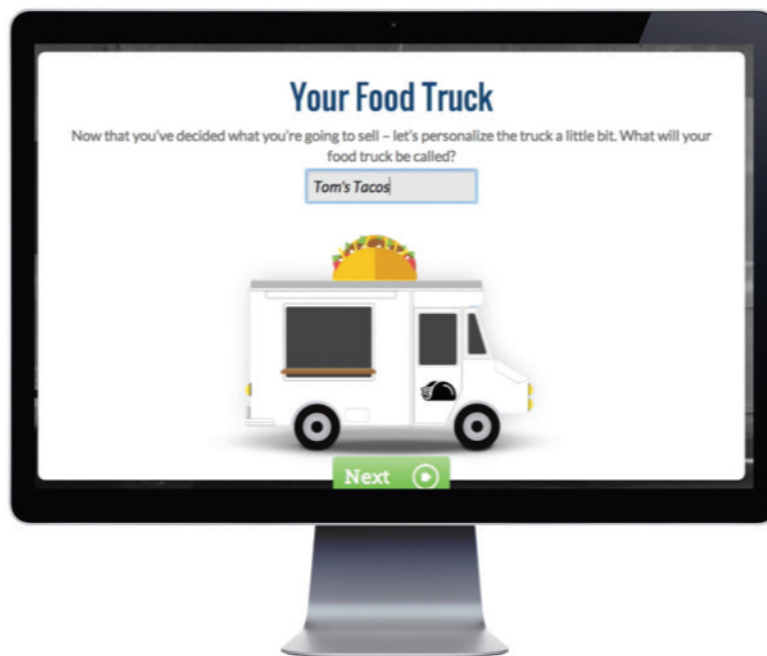 Your Food Truck
Now that you've decided what you're going to sell – let's personalize the truck a little bit. What will your
food truck be called?
Tom's Tacos
Next